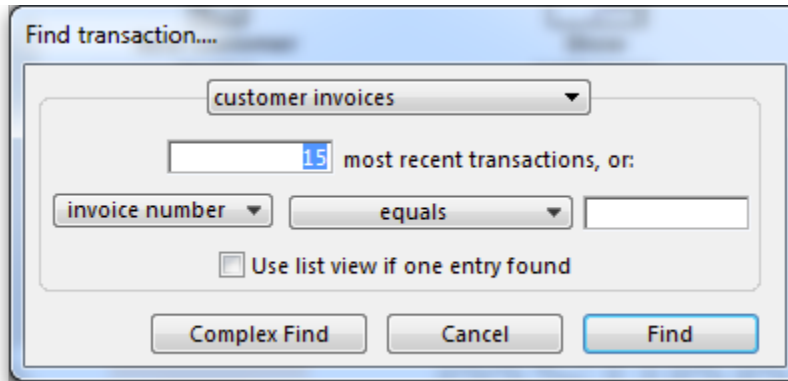 Find transaction....
customer invoices
15 most recent transactions, or:
invoice number equals
Use list view if one entry found
Complex Find Cancel Find